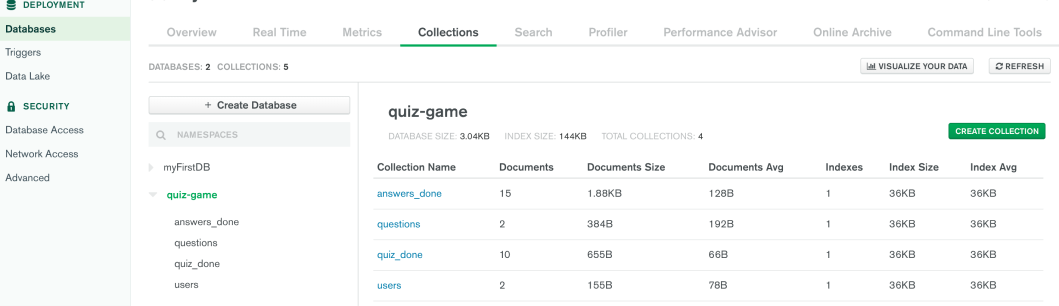 DEPLOYMENT
Databases
Triggers
Data Lake
SECURITY
Database Access
Network Access
Advanced
Overview Real Time Metrics Collections Search Profiler Performance Advisor Online Archive Command Line Tools
DATABASES: 2 COLLECTIONS: 5
VISUALIZE YOUR DATA
REFRESH
+ Create Database
NAMESPACES
myFirstDB
quiz-game
answers_done
questions
quiz_done
users
quiz-game
DATABASE SIZE: 3.04KB INDEX SIZE: 144KB TOTAL COLLECTIONS: 4
CREATE COLLECTION
Collection Name Documents Documents Size Documents Avg Indexes Index Size Index Avg
answers_done 15 1.88KB 128B 1 36KB 36KB
questions 2 384B 192B 1 36KB 36KB
quiz_done 10 655B 66B 1 36KB 36KB
users 2 155B 78B 1 36KB 36KB